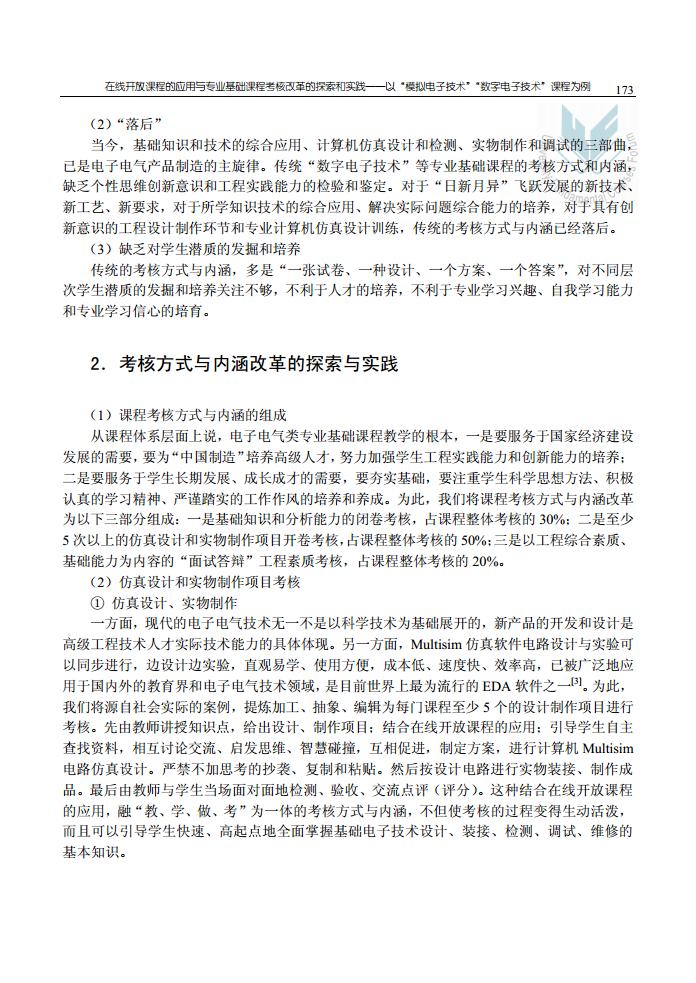 在线开放课程的应用与专业基础课程考核改革的探索和实践——以“模拟电子技术”“数字电子技术”课程为例 173
（2）“落后”
当今，基础知识和技术的综合应用、计算机仿真设计和检测、实物制作和调试的三部曲，
已是电子电气产品制造的主旋律。传统“数字电子技术”等专业基础课程的考核方式和内涵，
缺乏个性思维创新意识和工程实践能力的检验和鉴定。对于“日新月异”飞跃发展的新技术、
新工艺、新要求，对于所学知识技术的综合应用、解决实际问题综合能力的培养，对于具有创
新意识的工程设计制作环节和专业计算机仿真设计训练，传统的考核方式与内涵已经落后。
（3）缺乏对学生潜质的发掘和培养
传统的考核方式与内涵，多是“一张试卷、一种设计、一个方案、一个答案”，对不同层
次学生潜质的发掘和培养关注不够，不利于人才的培养，不利于专业学习兴趣、自我学习能力
和专业学习信心的培育。
2．考核方式与内涵改革的探索与实践
（1）课程考核方式与内涵的组成
从课程体系层面上说，电子电气类专业基础课程教学的根本，一是要服务于国家经济建设
发展的需要，要为“中国制造”培养高级人才，努力加强学生工程实践能力和创新能力的培养；
二是要服务于学生长期发展、成长成才的需要，要夯实基础，要注重学生科学思想方法、积极
认真的学习精神、严谨踏实的工作作风的培养和养成。为此，我们将课程考核方式与内涵改革
为以下三部分组成：一是基础知识和分析能力的闭卷考核，占课程整体考核的 30%；二是至少
5 次以上的仿真设计和实物制作项目开卷考核，占课程整体考核的 50%；三是以工程综合素质、
基础能力为内容的“面试答辩”工程素质考核，占课程整体考核的 20%。
（2）仿真设计和实物制作项目考核
① 仿真设计、实物制作
一方面，现代的电子电气技术无一不是以科学技术为基础展开的，新产品的开发和设计是
高级工程技术人才实际技术能力的具体体现。另一方面，Multisim 仿真软件电路设计与实验可
以同步进行，边设计边实验，直观易学、使用方便，成本低、速度快、效率高，已被广泛地应
用于国内外的教育界和电子电气技术领域，是目前世界上最为流行的 EDA 软件之一[3]。为此，
我们将源自社会实际的案例，提炼加工、抽象、编辑为每门课程至少 5 个的设计制作项目进行
考核。先由教师讲授知识点，给出设计、制作项目；结合在线开放课程的应用；引导学生自主
查找资料，相互讨论交流、启发思维、智慧碰撞，互相促进，制定方案，进行计算机 Multisim
电路仿真设计。严禁不加思考的抄袭、复制和粘贴。然后按设计电路进行实物装接、制作成
品。最后由教师与学生当场面对面地检测、验收、交流点评（评分）。这种结合在线开放课程
的应用，融“教、学、做、考”为一体的考核方式与内涵，不但使考核的过程变得生动活泼，
而且可以引导学生快速、高起点地全面掌握基础电子技术设计、装接、检测、调试、维修的
基本知识。